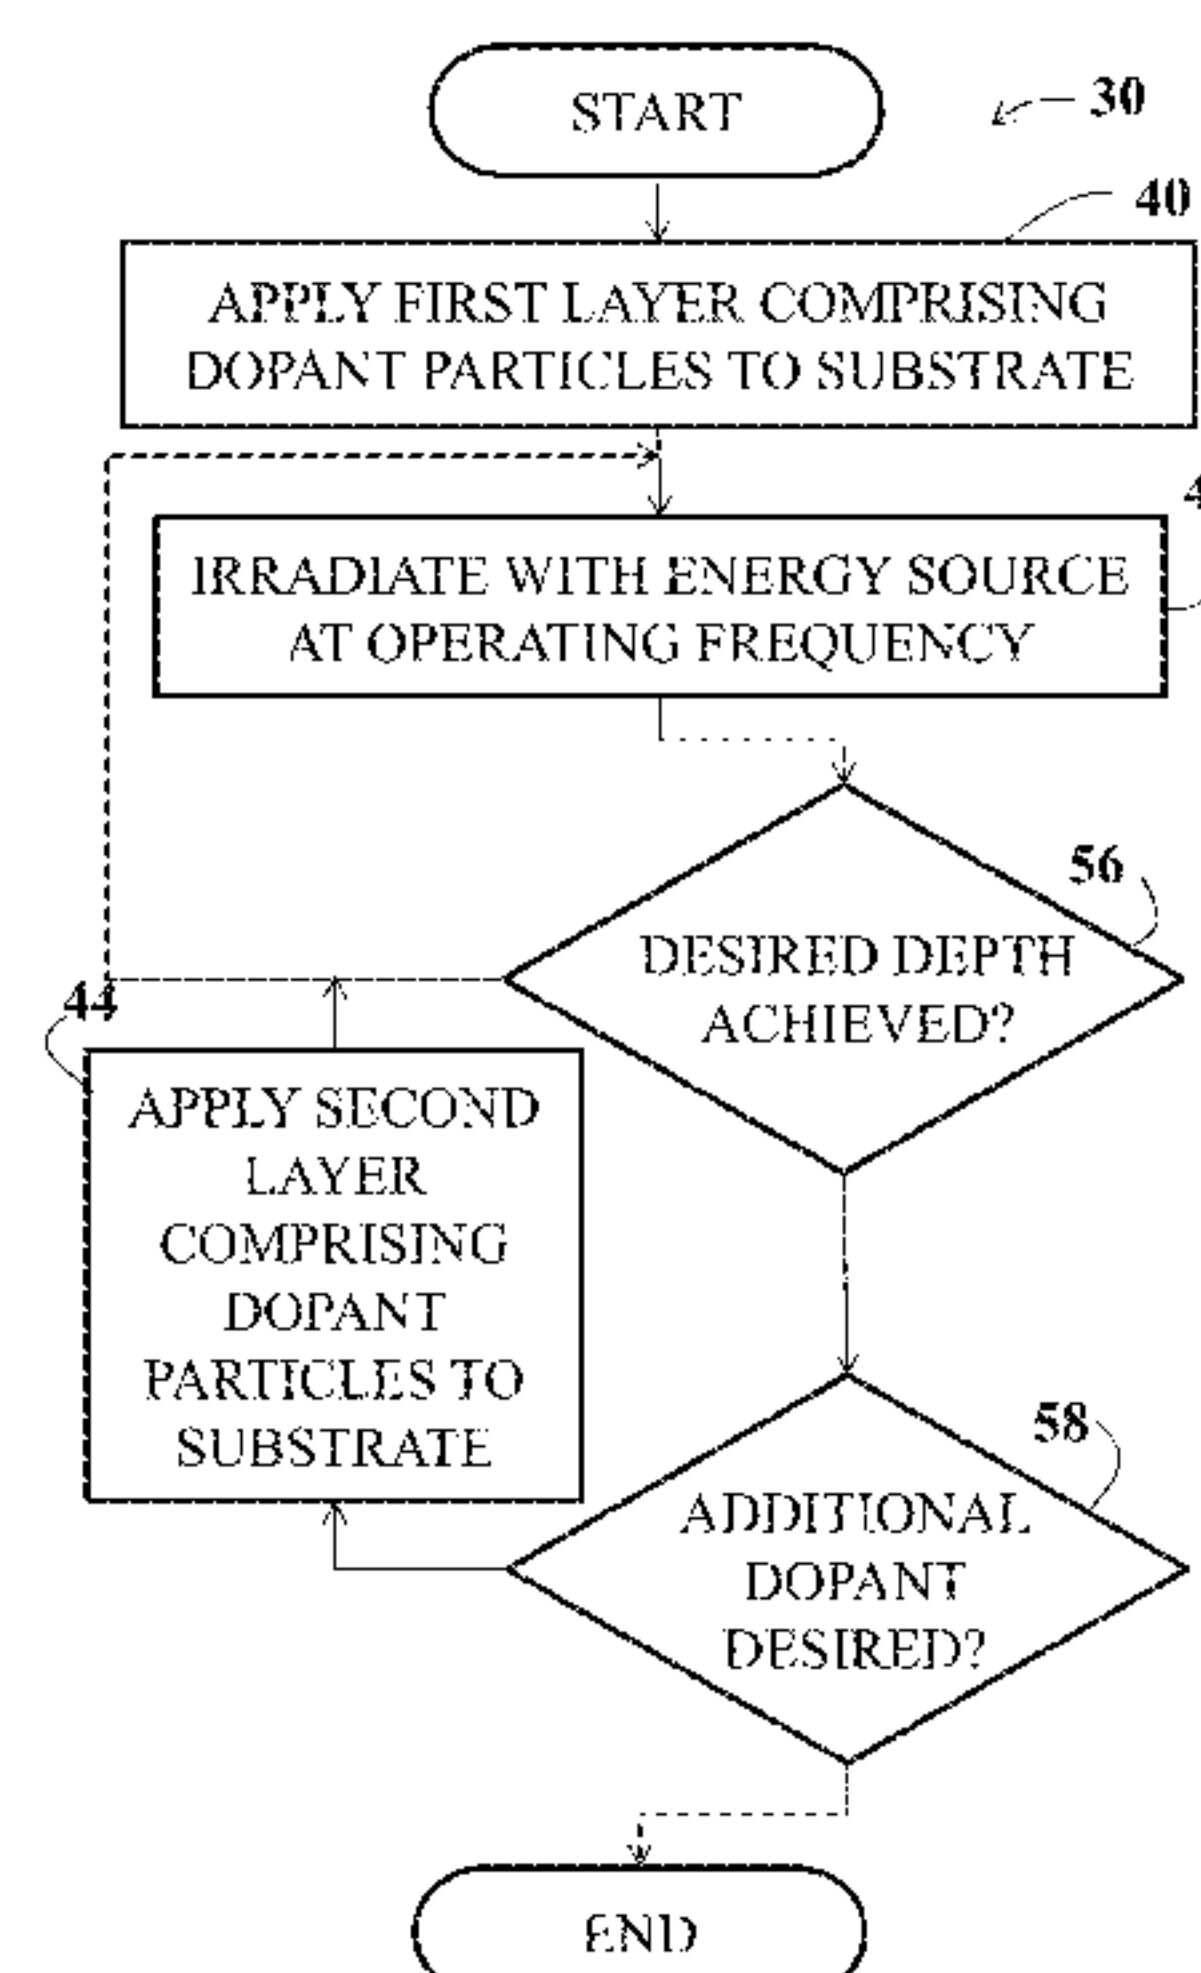 START
30
40
APPLY FIRST LAYER COMPRISING
DOPANT PARTICLES TO SUBSTRATE
IRRADIATE WITH ENERGY SOURCE
AT OPERATING FREQUENCY
56
DESIRED DEPTH
ACHIEVED?
44
APPLY SECOND
LAYER
COMPRISING
DOPANT
PARTICLES TO
SUBSTRATE
58
ADDITIONAL
DOPANT
DESIRED?
END